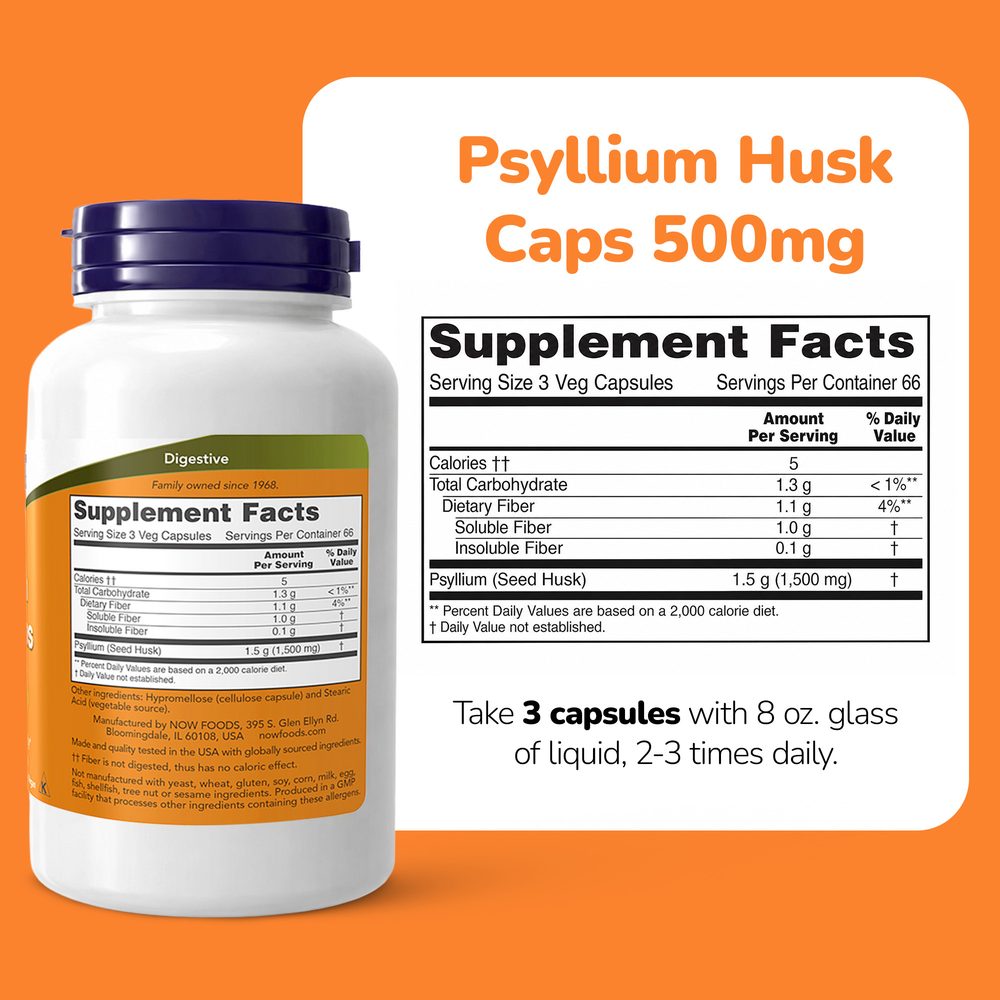 Psyllium Husk
Caps 500mg
Supplement Facts
Serving Size 3 Veg Capsules Servings Per Container 66
Amount Per Serving % Daily Value
Calories †† 5
Total Carbohydrate 1.3 g < 1%**
Dietary Fiber 1.1 g 4%**
Soluble Fiber 1.0 g †
Insoluble Fiber 0.1 g †
Psyllium (Seed Husk) 1.5 g (1,500 mg) †
** Percent Daily Values are based on a 2,000 calorie diet.
† Daily Value not established.
Take 3 capsules with 8 oz. glass
of liquid, 2-3 times daily.
Digestive
Family owned since 1968.
Supplement Facts
Serving Size 3 Veg Capsules Servings Per Container 66
Amount Per Serving % Daily Value
Calories †† 5
Total Carbohydrate 1.3 g < 1%**
Dietary Fiber 1.1 g 4%**
Soluble Fiber 1.0 g †
Insoluble Fiber 0.1 g †
Psyllium (Seed Husk) 1.5 g (1,500 mg) †
** Percent Daily Values are based on a 2,000 calorie diet.
† Daily Value not established.
Other ingredients: Hypromellose (cellulose capsule) and Stearic
Acid (vegetable source).
Manufactured by NOW FOODS, 395 S. Glen Ellyn Rd.
Bloomingdale, IL 60108, USA nowfoods.com
Made and quality tested in the USA with globally sourced ingredients.
†† Fiber is not digested, thus has no caloric effect.
Not manufactured with yeast, wheat, gluten, soy, corn, milk, egg,
fish, shellfish, tree nut or sesame ingredients. Produced in a GMP
facility that processes other ingredients containing these allergens.
K